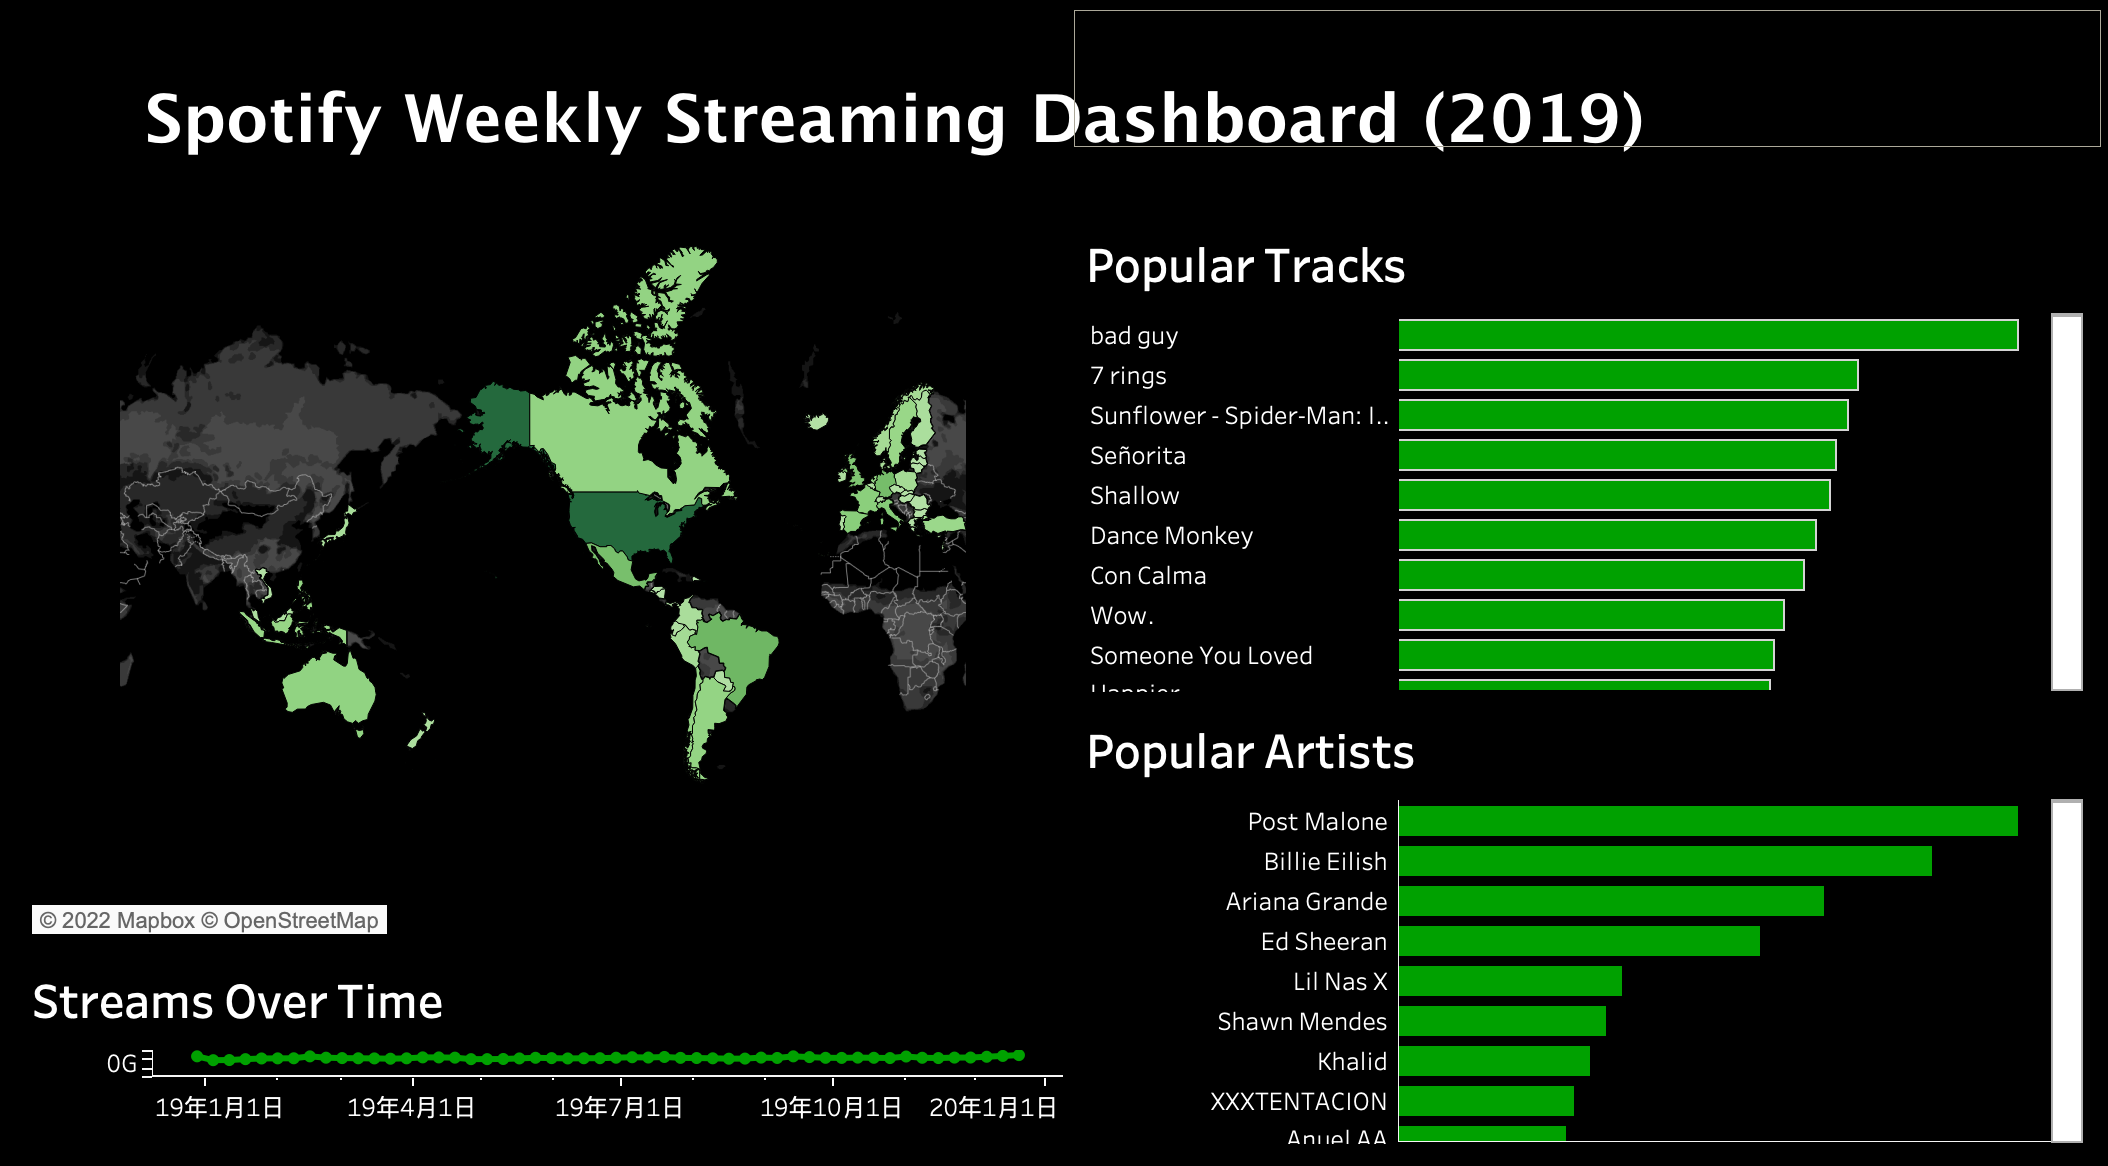 Spotify Weekly Streaming Dashboard (2019)
Popular Tracks
bad guy
7 rings
Sunflower - Spider-Man: I..
Señorita
Shallow
Dance Monkey
Con Calma
Wow.
Someone You Loved
Happier
Popular Artists
Post Malone
Billie Eilish
Ariana Grande
Ed Sheeran
Lil Nas X
Shawn Mendes
Khalid
XXXTENTACION
Anuel AA
© 2022 Mapbox © OpenStreetMap
Streams Over Time
0G
19年1月1日 19年4月1日 19年7月1日 19年10月1日 20年1月1日